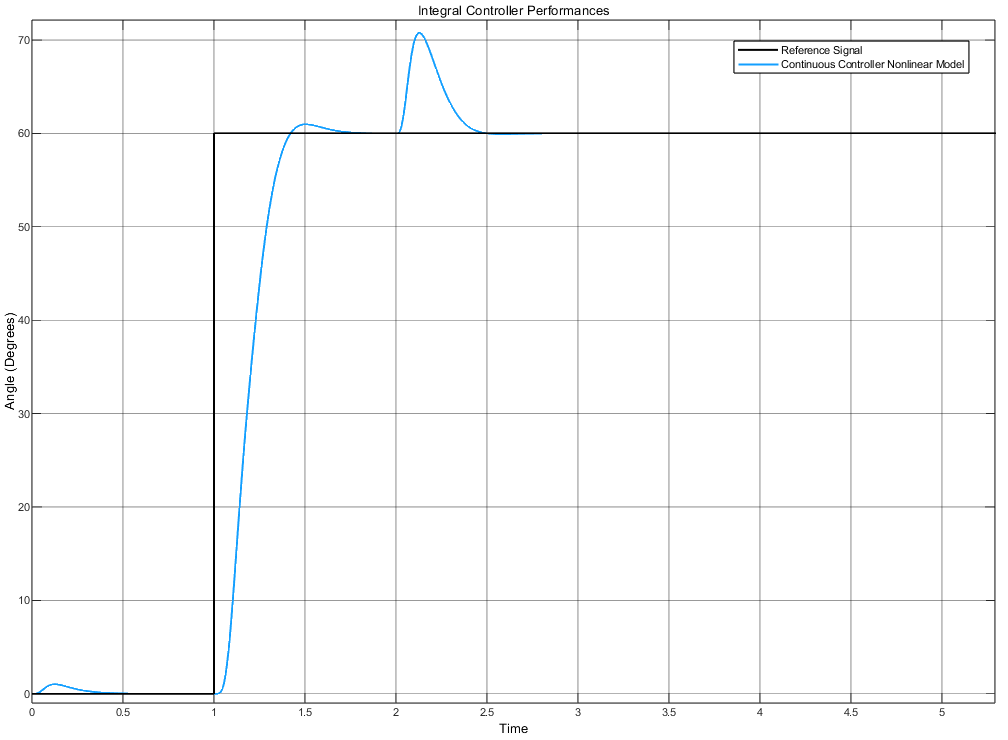 Integral Controller Performances
Reference Signal
Continuous Controller Nonlinear Model
70
60
50
40
30
20
10
0
Angle (Degrees)
0 0.5 1 1.5 2 2.5 3 3.5 4 4.5 5
Time